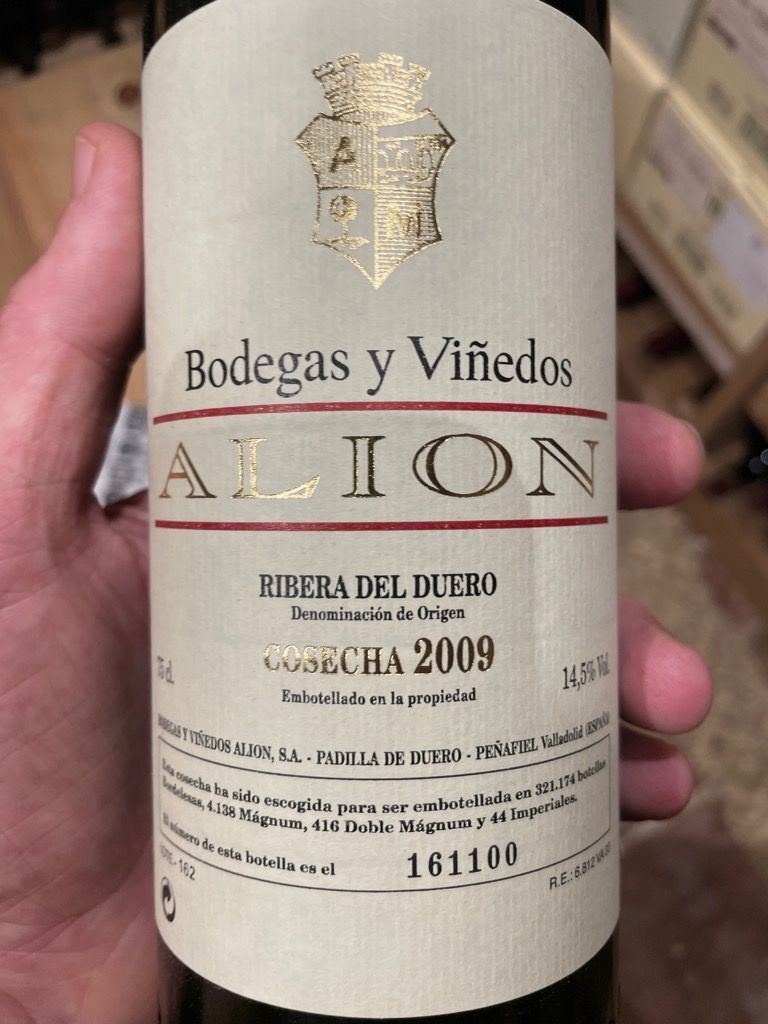 A
M
Bodegas y Viñedos
ALION
RIBERA DEL DUERO
Denominación de Origen
COSECHA 2009
75 cl.
14,5% Vol.
Embotellado en la propiedad
BODEGAS Y VIÑEDOS ALION, S.A. - PADILLA DE DUERO - PEÑAFIEL Valladolid (ESPAÑA)
Esta cosecha ha sido escogida para ser embotellada en 321.174 botellas
Bordelesas, 4.138 Mágnum, 416 Doble Mágnum y 44 Imperiales.
El número de esta botella es el 161100
LOTE - 162
R.E.: 6.812 VA 00